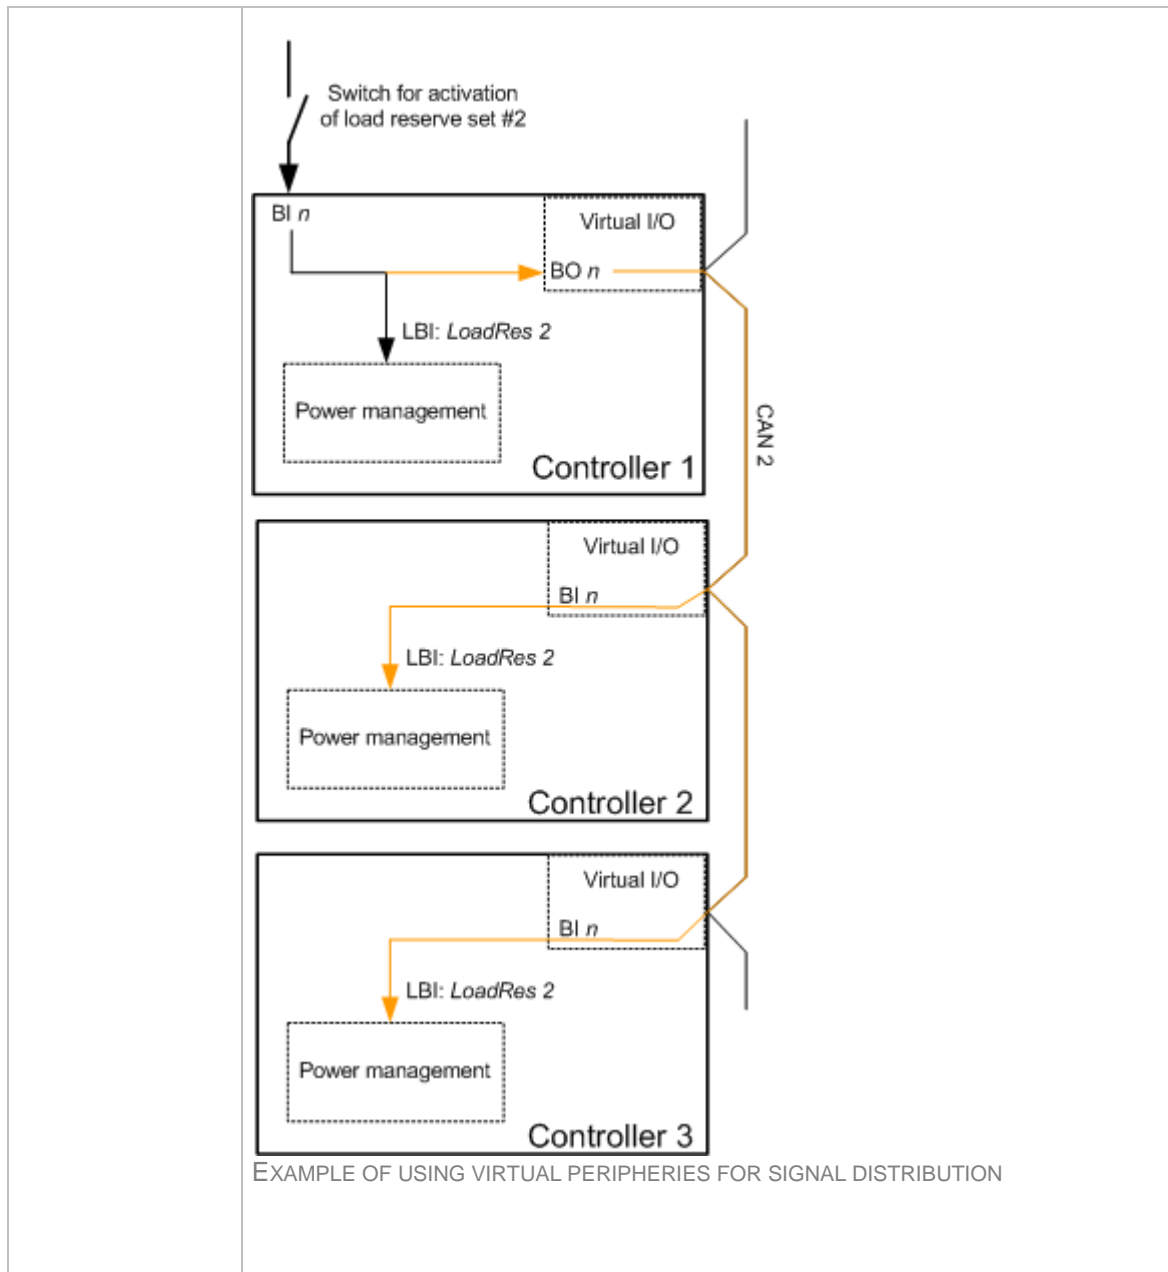 Switch for activation
of load reserve set #2
BI n
Virtual I/O
BO n
LBI: LoadRes 2
Power management
Controller 1
CAN 2
Virtual I/O
BI n
LBI: LoadRes 2
Power management
Controller 2
Virtual I/O
BI n
LBI: LoadRes 2
Power management
Controller 3
EXAMPLE OF USING VIRTUAL PERIPHERIES FOR SIGNAL DISTRIBUTION